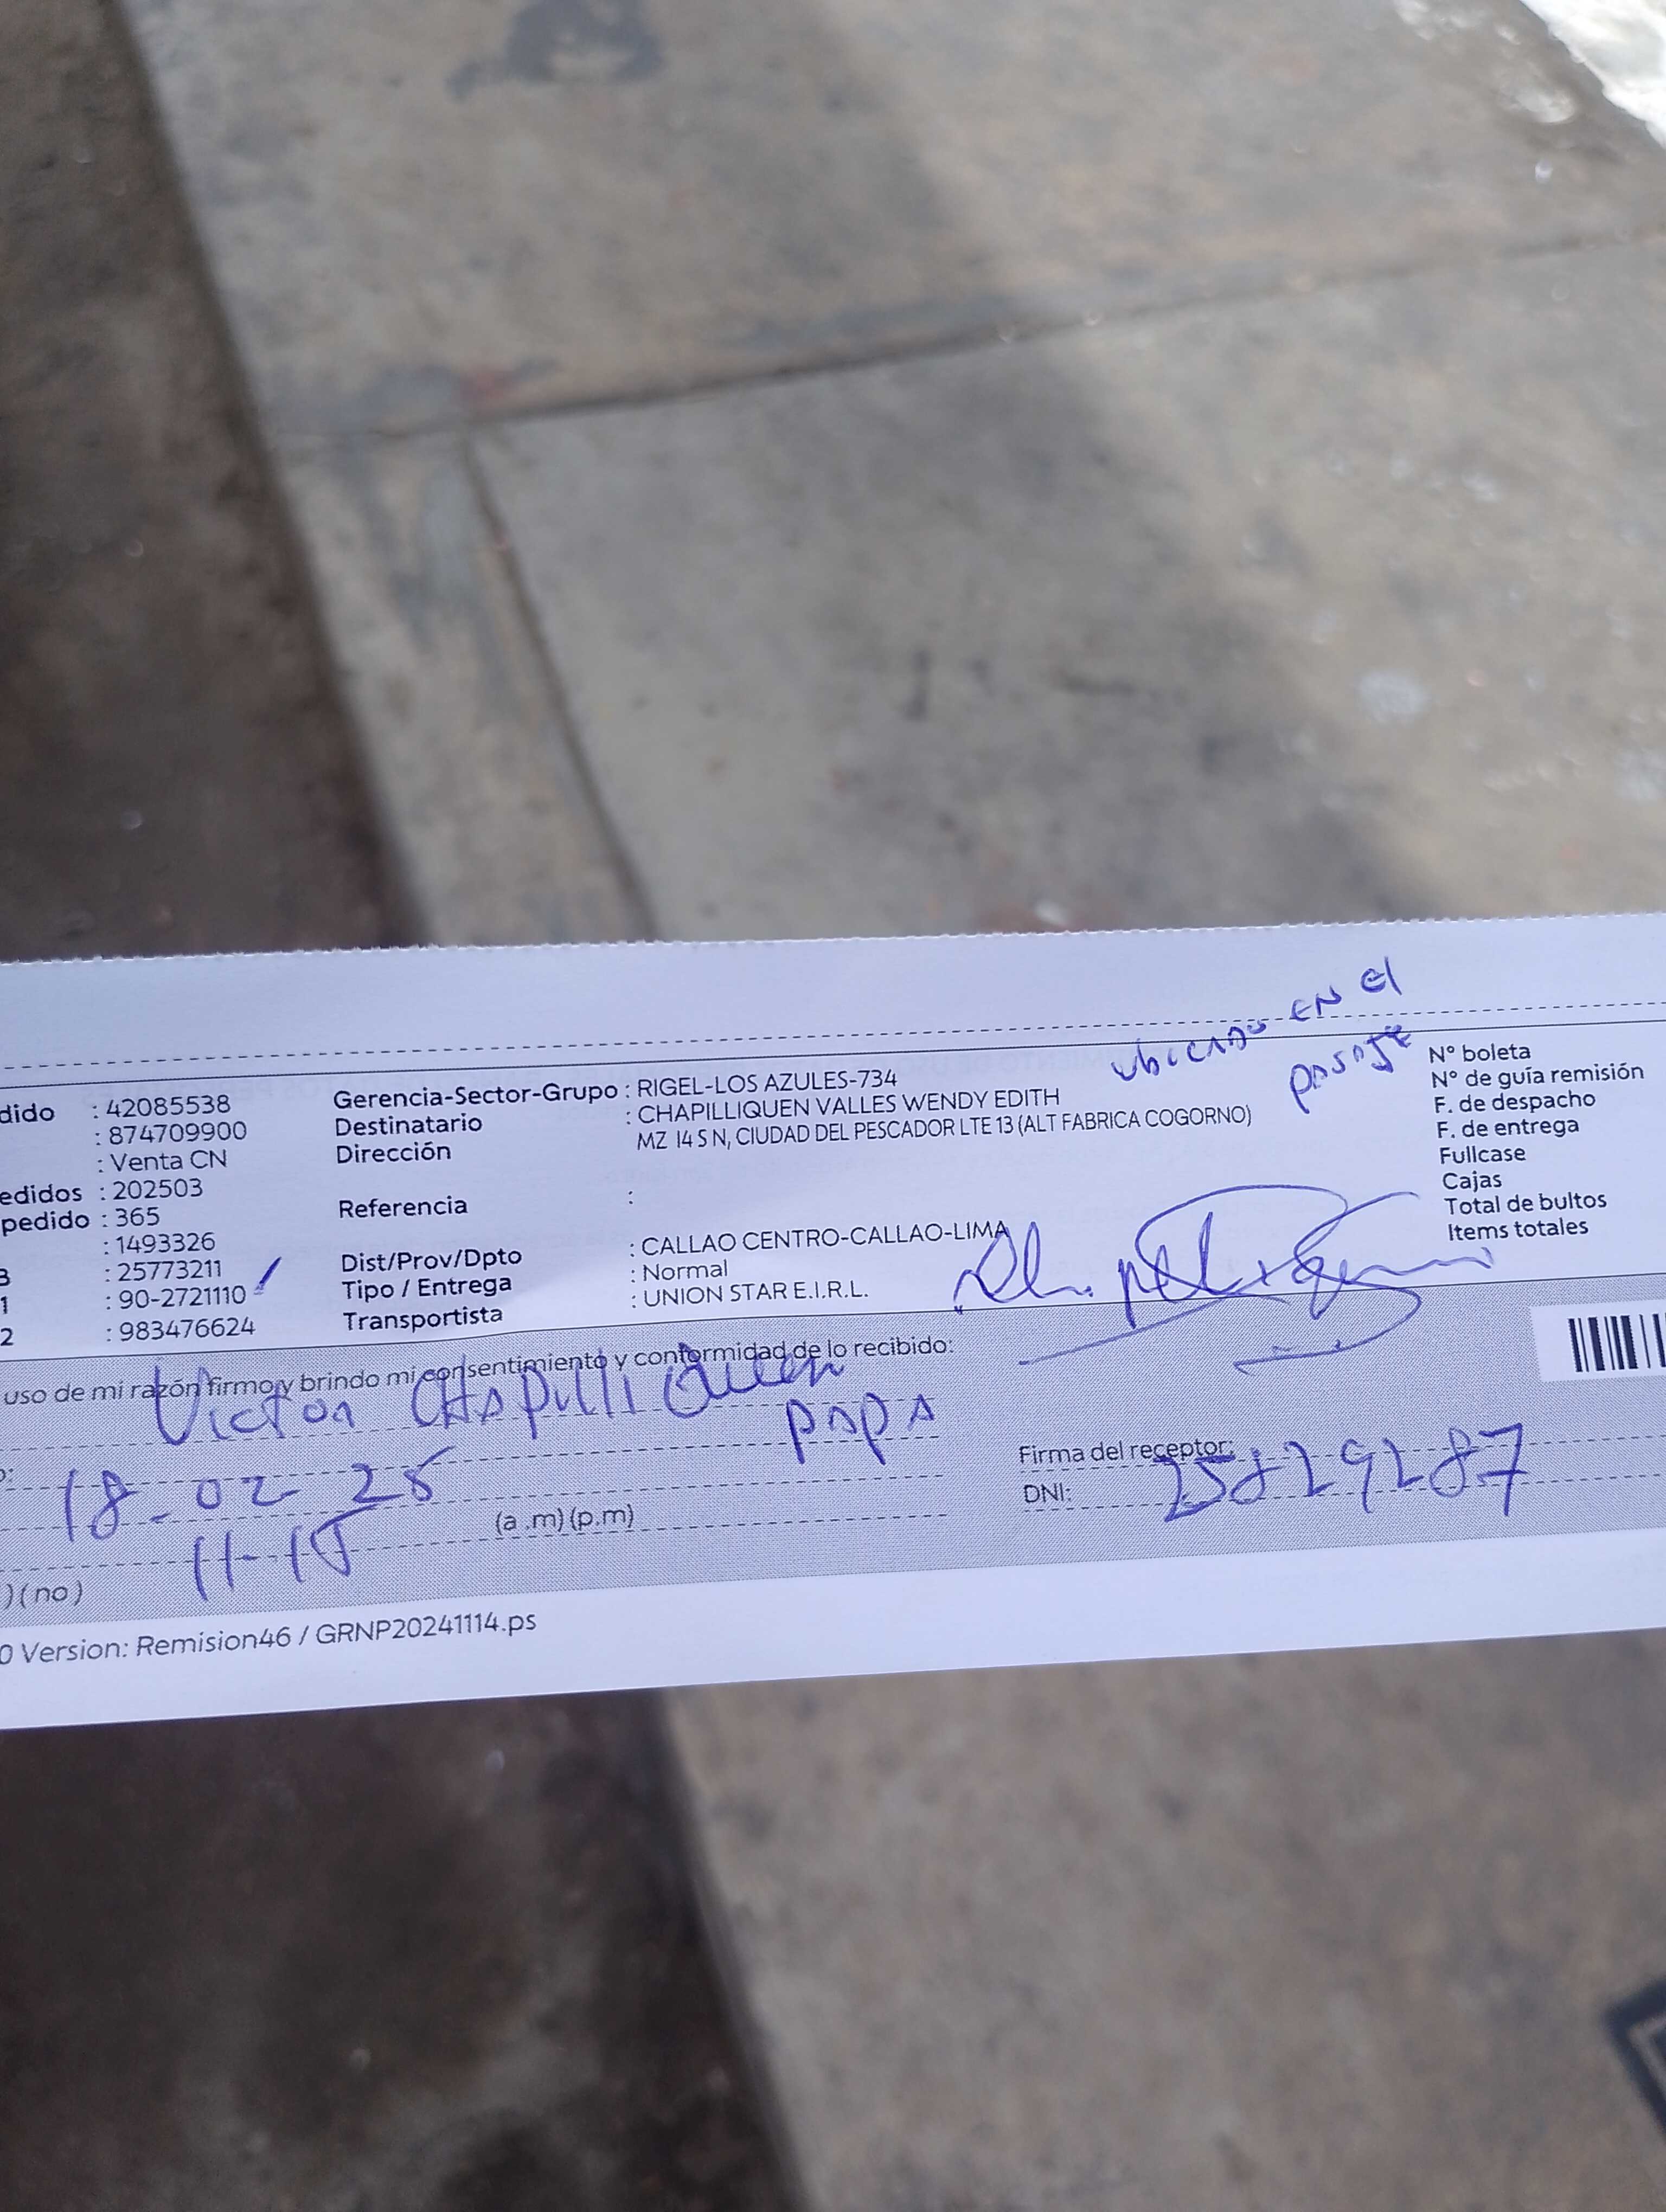 ubicado EN El
pasaje
dido : 42085538
: 874709900
: Venta CN
edidos : 202503
pedido : 365
: 1493326
3 : 25773211
1 : 90-2721110
2 : 983476624
Gerencia-Sector-Grupo : RIGEL-LOS AZULES-734
Destinatario : CHAPILLIQUEN VALLES WENDY EDITH
Dirección MZ I4 S N, CIUDAD DEL PESCADOR LTE 13 (ALT FABRICA COGORNO)
Referencia :
Dist/Prov/Dpto : CALLAO CENTRO-CALLAO-LIMA
Tipo / Entrega : Normal
Transportista : UNION STAR E.I.R.L.
N° boleta
N° de guía remisión
F. de despacho
F. de entrega
Fullcase
Cajas
Total de bultos
Items totales
uso de mi razón firmo y brindo mi consentimiento y conformidad de lo recibido:
Victor Chapilliquen
papa
o:
18-02-25
11-15 (a .m) (p.m)
Firma del receptor:
DNI: 25829287
) ( no )
0 Version: Remision46 / GRNP20241114.ps